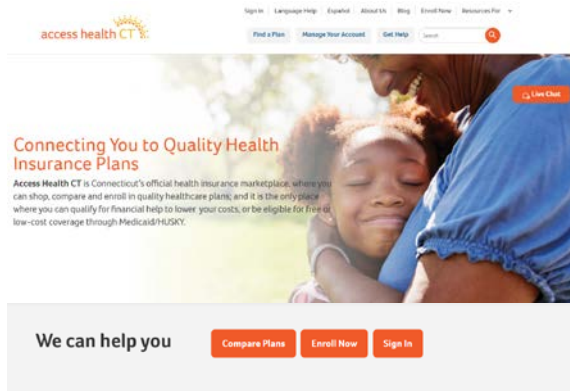 Sign In Language Help Español About Us Blog Enroll Now Resources For
access health CT
Find a Plan Manage Your Account Get Help Search
Live Chat
Connecting You to Quality Health
Insurance Plans
Access Health CT is Connecticut's official health insurance marketplace, where you
can shop, compare and enroll in quality healthcare plans; and it is the only place
where you can qualify for financial help to lower your costs, or be eligible for free or
low-cost coverage through Medicaid/HUSKY.
We can help you Compare Plans Enroll Now Sign In